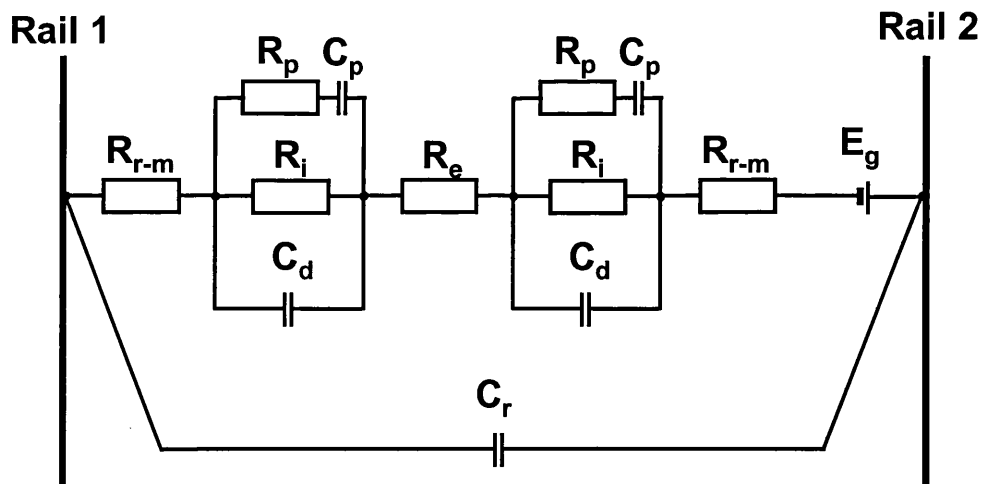 Rail 1
Rail 2
Rp Cp
Rp Cp
Rr-m
Ri
Re
Ri
Rr-m
Eg
Cd
Cd
Cr